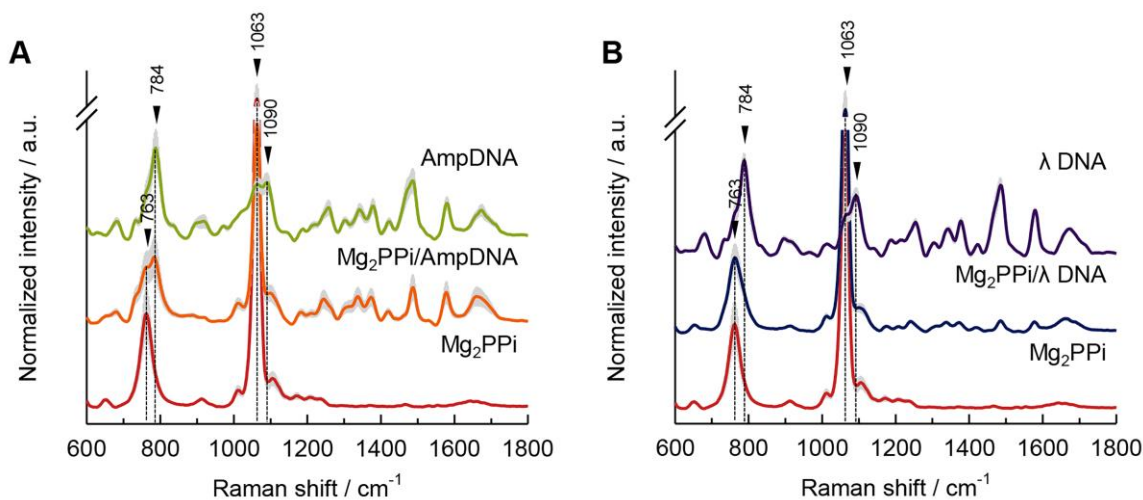 A
Normalized intensity / a.u.
763
784
1063
1090
AmpDNA
Mg₂PPi/AmpDNA
Mg₂PPi
600 800 1000 1200 1400 1600 1800
Raman shift / cm⁻¹
B
Normalized intensity / a.u.
763
784
1063
1090
λ DNA
Mg₂PPi/λ DNA
Mg₂PPi
600 800 1000 1200 1400 1600 1800
Raman shift / cm⁻¹